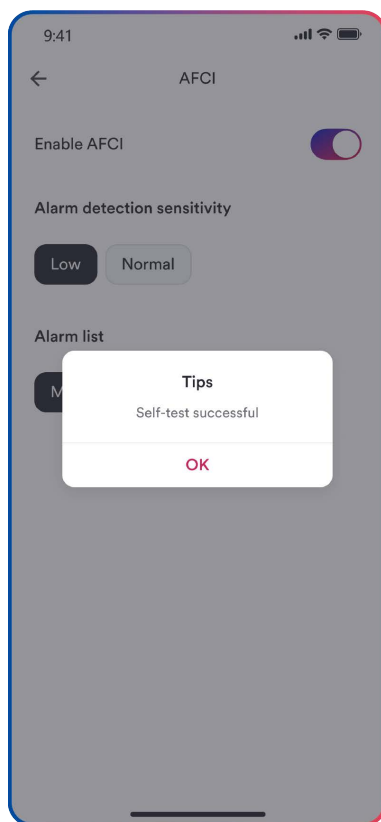 9:41
AFCI
Enable AFCI
Alarm detection sensitivity
Low Normal
Alarm list
Tips
Self-test successful
OK